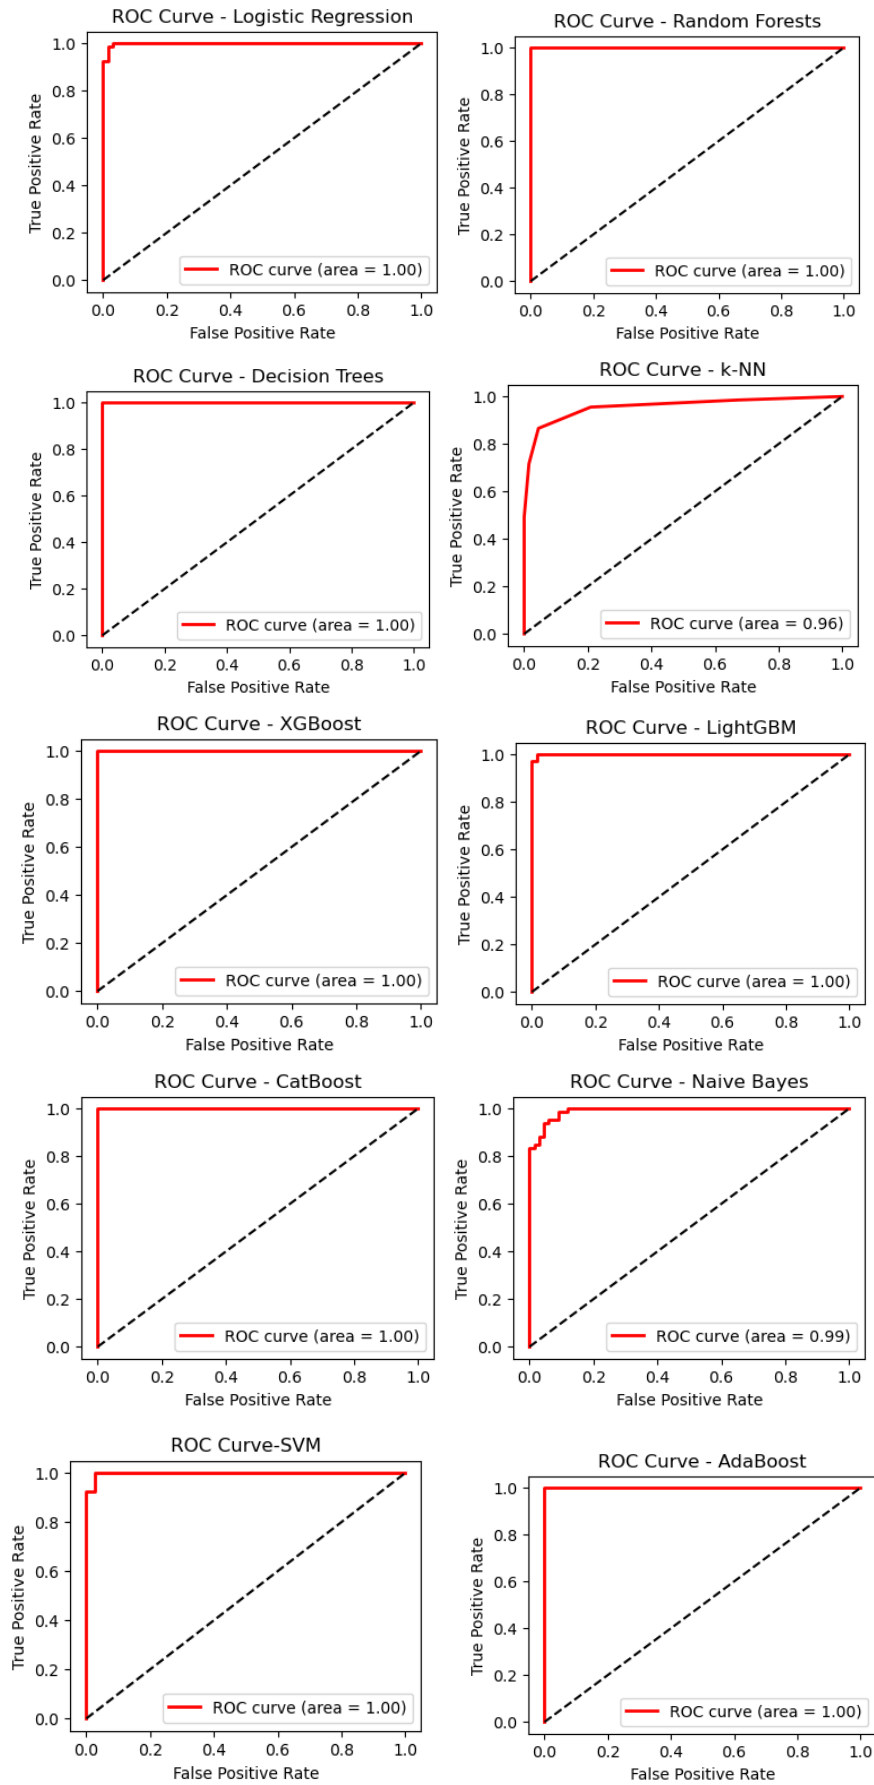 ROC Curve - Logistic Regression
1.0
0.8
0.6
0.4
0.2
0.0
True Positive Rate
ROC curve (area = 1.00)
0.0 0.2 0.4 0.6 0.8 1.0
False Positive Rate
ROC Curve - Random Forests
1.0
0.8
0.6
0.4
0.2
0.0
True Positive Rate
ROC curve (area = 1.00)
0.0 0.2 0.4 0.6 0.8 1.0
False Positive Rate
ROC Curve - Decision Trees
1.0
0.8
0.6
0.4
0.2
0.0
True Positive Rate
ROC curve (area = 1.00)
0.0 0.2 0.4 0.6 0.8 1.0
False Positive Rate
ROC Curve - k-NN
1.0
0.8
0.6
0.4
0.2
0.0
True Positive Rate
ROC curve (area = 0.96)
0.0 0.2 0.4 0.6 0.8 1.0
False Positive Rate
ROC Curve - XGBoost
1.0
0.8
0.6
0.4
0.2
0.0
True Positive Rate
ROC curve (area = 1.00)
0.0 0.2 0.4 0.6 0.8 1.0
False Positive Rate
ROC Curve - LightGBM
1.0
0.8
0.6
0.4
0.2
0.0
True Positive Rate
ROC curve (area = 1.00)
0.0 0.2 0.4 0.6 0.8 1.0
False Positive Rate
ROC Curve - CatBoost
1.0
0.8
0.6
0.4
0.2
0.0
True Positive Rate
ROC curve (area = 1.00)
0.0 0.2 0.4 0.6 0.8 1.0
False Positive Rate
ROC Curve - Naive Bayes
1.0
0.8
0.6
0.4
0.2
0.0
True Positive Rate
ROC curve (area = 0.99)
0.0 0.2 0.4 0.6 0.8 1.0
False Positive Rate
ROC Curve-SVM
1.0
0.8
0.6
0.4
0.2
0.0
True Positive Rate
ROC curve (area = 1.00)
0.0 0.2 0.4 0.6 0.8 1.0
False Positive Rate
ROC Curve - AdaBoost
1.0
0.8
0.6
0.4
0.2
0.0
True Positive Rate
ROC curve (area = 1.00)
0.0 0.2 0.4 0.6 0.8 1.0
False Positive Rate